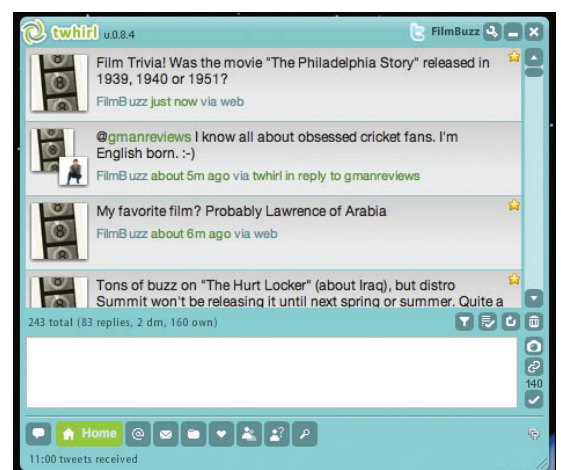 twhirl v.0.8.4
FilmBuzz
Film Trivia! Was the movie "The Philadelphia Story" released in
1939, 1940 or 1951?
FilmBuzz just now via web
@gmanreviews I know all about obsessed cricket fans. I'm
English born. :-)
FilmBuzz about 5m ago via twhirl in reply to gmanreviews
My favorite film? Probably Lawrence of Arabia
FilmBuzz about 6m ago via web
Tons of buzz on "The Hurt Locker" (about Iraq), but distro
Summit won't be releasing it until next spring or summer. Quite a
243 total (83 replies, 2 dm, 160 own)
140
Home
11:00 tweets received